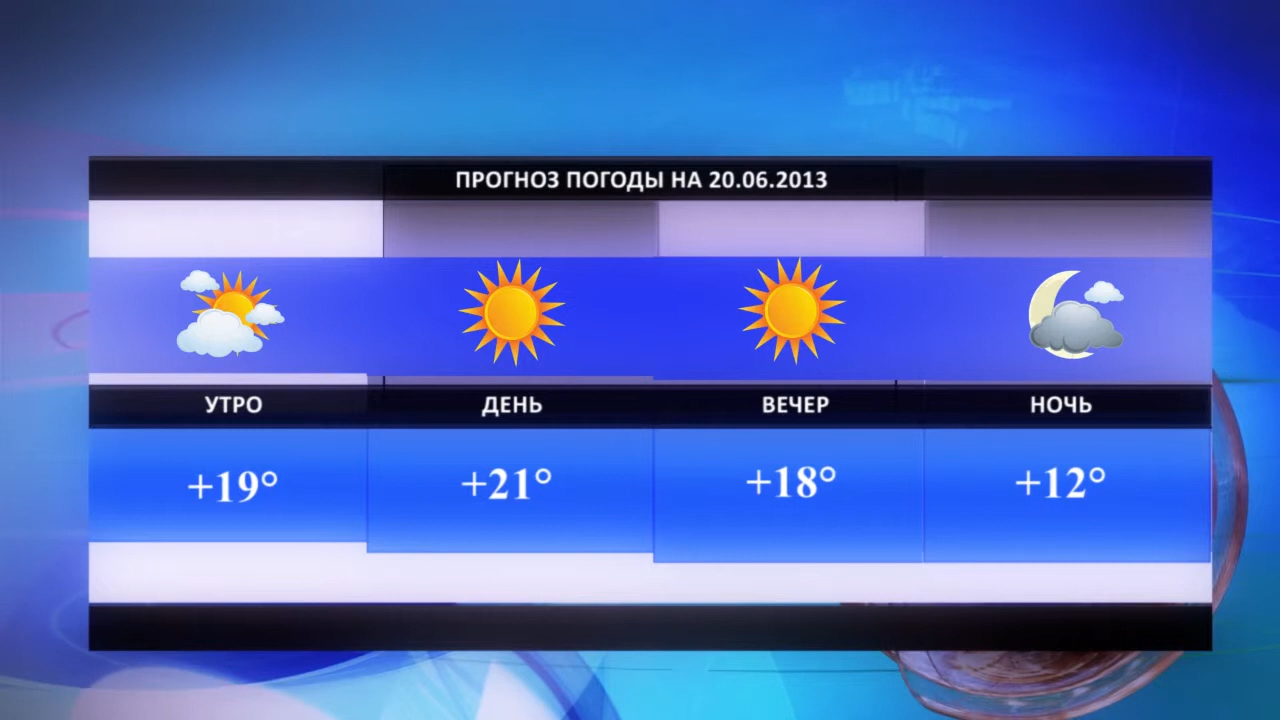 ПРОГНОЗ ПОГОДЫ НА 20.06.2013
УТРО ДЕНЬ ВЕЧЕР НОЧЬ
+19° +21° +18° +12°